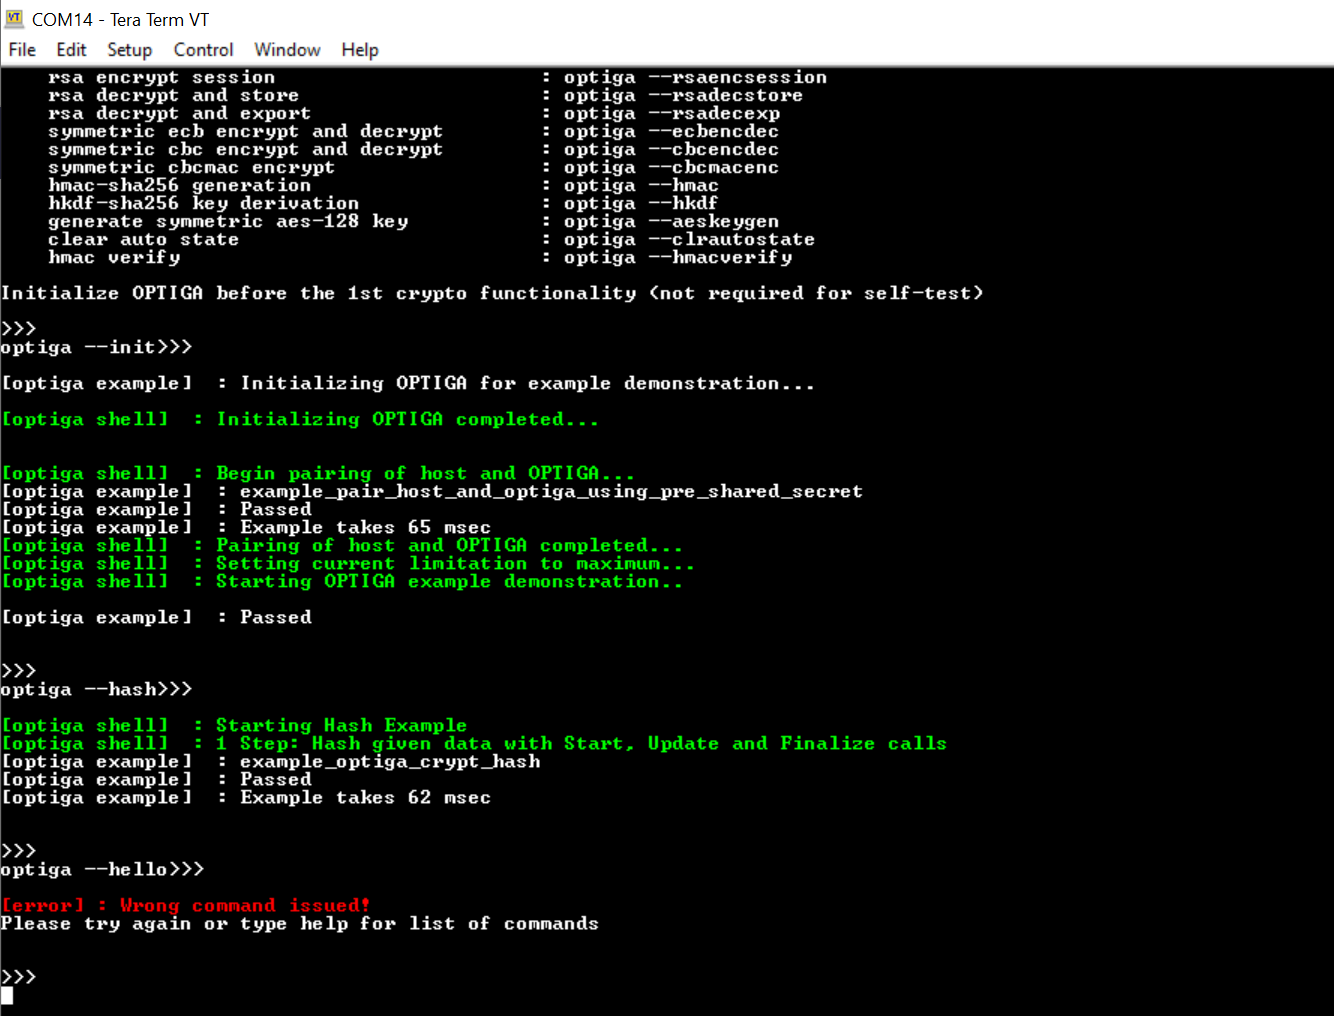 COM14 - Tera Term VT
File Edit Setup Control Window Help
rsa encrypt session : optiga --rsaencsession
rsa decrypt and store : optiga --rsadecstore
rsa decrypt and export : optiga --rsadecexp
symmetric ecb encrypt and decrypt : optiga --ecbencdec
symmetric cbc encrypt and decrypt : optiga --cbcencdec
symmetric cbcmac encrypt : optiga --cbcmacenc
hmac-sha256 generation : optiga --hmac
hkdf-sha256 key derivation : optiga --hkdf
generate symmetric aes-128 key : optiga --aeskeygen
clear auto state : optiga --clrautostate
hmac verify : optiga --hmacverify
Initialize OPTIGA before the 1st crypto functionality (not required for self-test)
>>>
optiga --init>>>
[optiga example] : Initializing OPTIGA for example demonstration...
[optiga shell] : Initializing OPTIGA completed...
[optiga shell] : Begin pairing of host and OPTIGA...
[optiga example] : example_pair_host_and_optiga_using_pre_shared_secret
[optiga example] : Passed
[optiga example] : Example takes 65 msec
[optiga shell] : Pairing of host and OPTIGA completed...
[optiga shell] : Setting current limitation to maximum...
[optiga shell] : Starting OPTIGA example demonstration..
[optiga example] : Passed
>>>
optiga --hash>>>
[optiga shell] : Starting Hash Example
[optiga shell] : 1 Step: Hash given data with Start, Update and Finalize calls
[optiga example] : example_optiga_crypt_hash
[optiga example] : Passed
[optiga example] : Example takes 62 msec
>>>
optiga --hello>>>
[error] : Wrong command issued!
Please try again or type help for list of commands
>>>